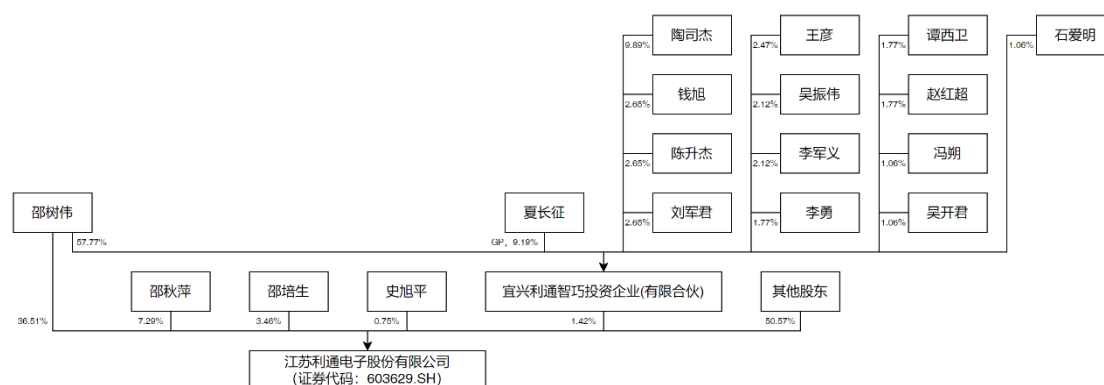 陶司杰
王彦
谭西卫
石爱明
9.89%
2.47%
1.77%
1.06%
钱旭
吴振伟
赵红超
2.65%
2.12%
1.77%
陈升杰
李军义
冯朔
2.65%
2.12%
1.06%
邵树伟
夏长征
刘军君
李勇
吴开君
2.65%
1.77%
1.06%
57.77%
GP，9.19%
邵秋萍
邵培生
史旭平
宜兴利通智巧投资企业(有限合伙)
其他股东
36.51%
7.29%
3.46%
0.75%
1.42%
50.57%
江苏利通电子股份有限公司
(证券代码：603629.SH)